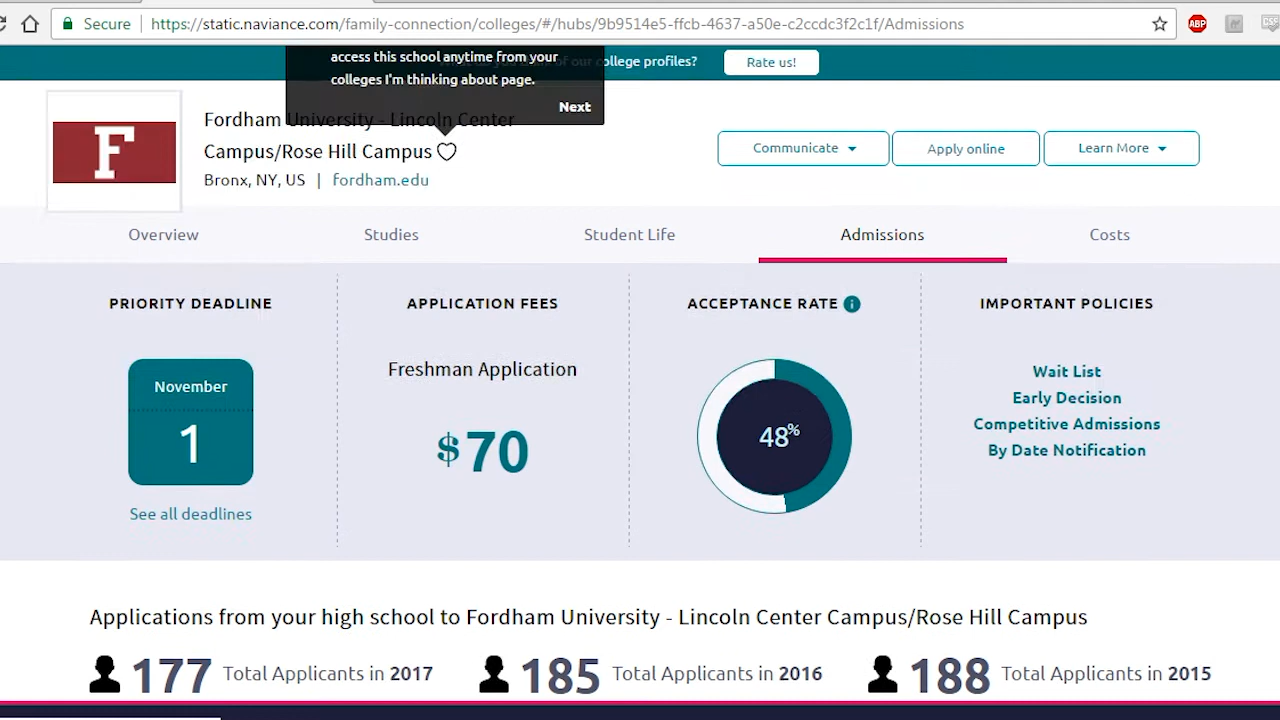 Secure
https://static.naviance.com/family-connection/colleges/#/hubs/9b9514e5-ffcb-4637-a50e-c2ccdc3f2c1f/Admissions
ABP
access this school anytime from your
colleges I'm thinking about page.
Next
our college profiles?
Rate us!
F
Fordham University - Lincoln Center
Campus/Rose Hill Campus
Bronx, NY, US | fordham.edu
Communicate
Apply online
Learn More
Overview
Studies
Student Life
Admissions
Costs
PRIORITY DEADLINE
November
1
See all deadlines
APPLICATION FEES
Freshman Application
$70
ACCEPTANCE RATE
48%
IMPORTANT POLICIES
Wait List
Early Decision
Competitive Admissions
By Date Notification
Applications from your high school to Fordham University - Lincoln Center Campus/Rose Hill Campus
177 Total Applicants in 2017
185 Total Applicants in 2016
188 Total Applicants in 2015